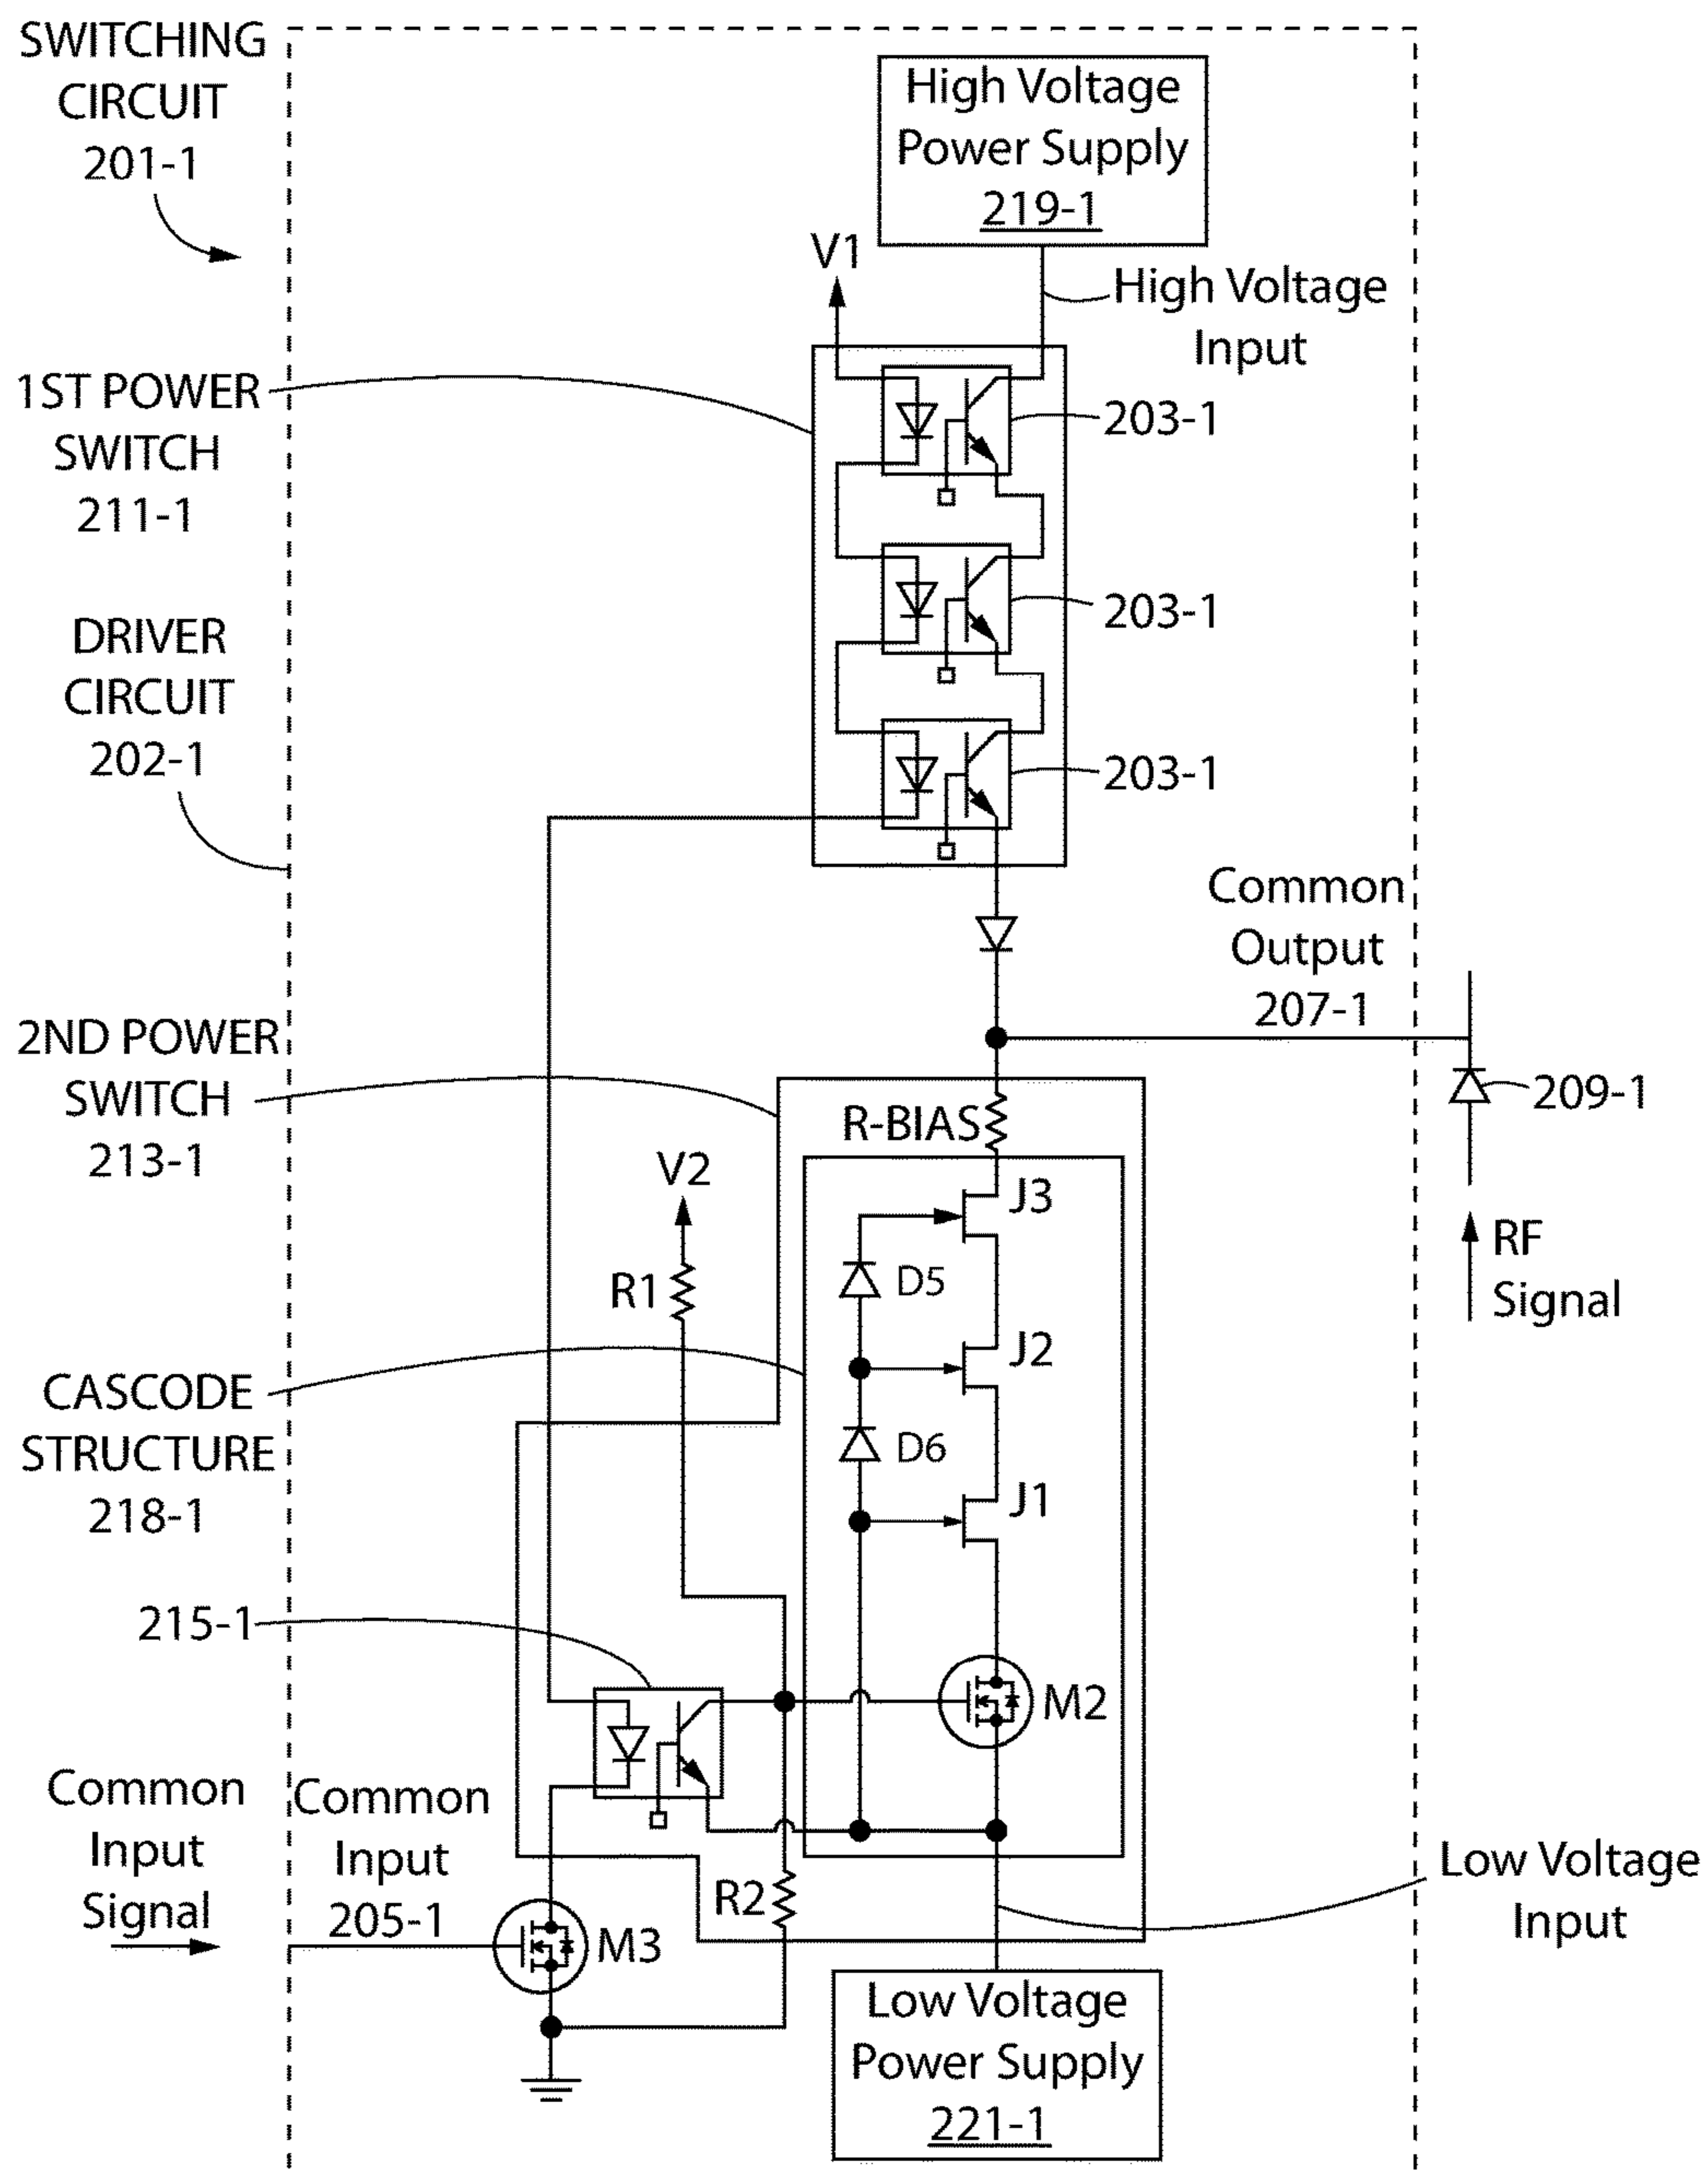 SWITCHING
CIRCUIT
201-1
High Voltage
Power Supply
219-1
V1
High Voltage
Input
1ST POWER
SWITCH
211-1
203-1
203-1
203-1
DRIVER
CIRCUIT
202-1
Common
Output
207-1
2ND POWER
SWITCH
213-1
R-BIAS
209-1
V2
J3
RF
Signal
R1
D5
J2
CASCODE
STRUCTURE
218-1
D6
J1
215-1
M2
Common
Input
Signal
Common
Input
205-1
R2
M3
Low Voltage
Input
Low Voltage
Power Supply
221-1